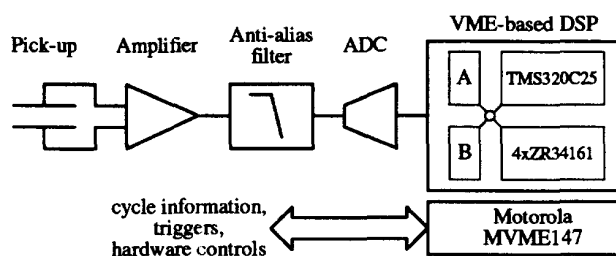 VME-based DSP
Pick-up
Amplifier
Anti-alias
filter
ADC
A
TMS320C25
B
4xZR34161
cycle information,
triggers,
hardware controls
Motorola
MVME147